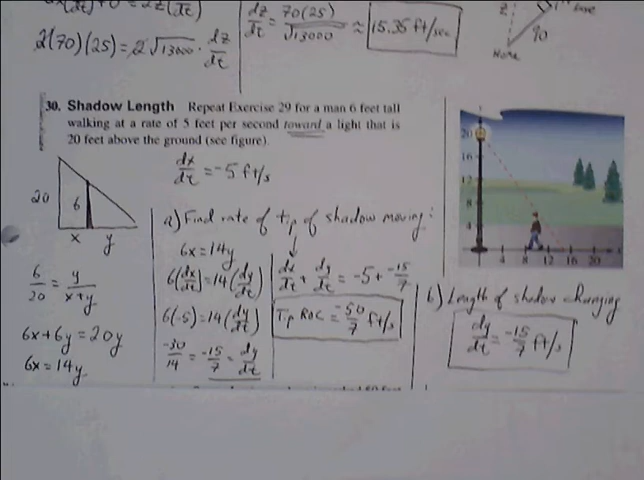 2(70)(25) = 2√13000 · dz/dt
dz/dt = 70(25)/√13000 ≈ 15.35 ft/sec
z
90
Home
30. Shadow Length Repeat Exercise 29 for a man 6 feet tall
walking at a rate of 5 feet per second toward a light that is
20 feet above the ground (see figure).
dx/dt = -5 ft/s
20
6
x y
6/20 = y/(x+y)
6x+6y = 20y
6x = 14y
a) Find rate of tip of shadow moving:
6x = 14y
6(dx/dt) = 14(dy/dt)
6(-5) = 14(dy/dt)
-30/14 = -15/7 = dy/dt
dx/dt + dy/dt = -5 + -15/7
Tip ROC = -50/7 ft/s
20
16
12
8
4
4 8 12 16 20
b) Length of shadow changing
dy/dt = -15/7 ft/s